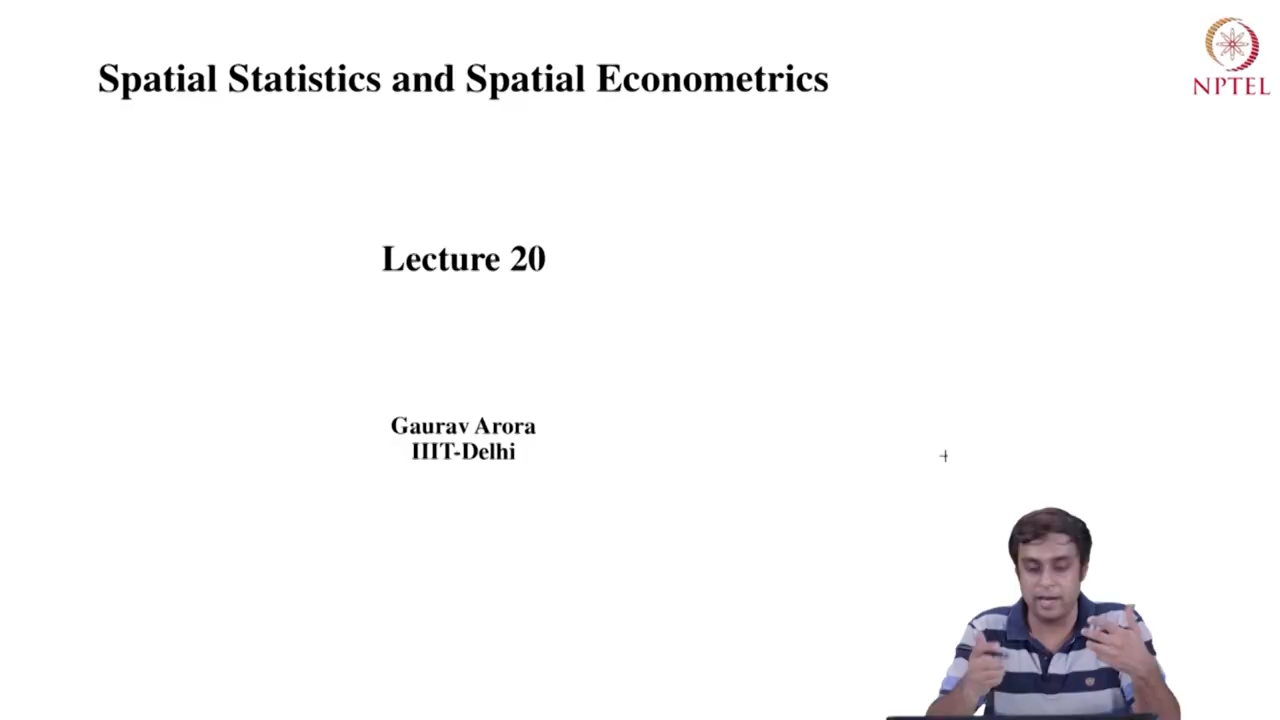 Spatial Statistics and Spatial Econometrics
NPTEL
Lecture 20
Gaurav Arora
IIIT-Delhi